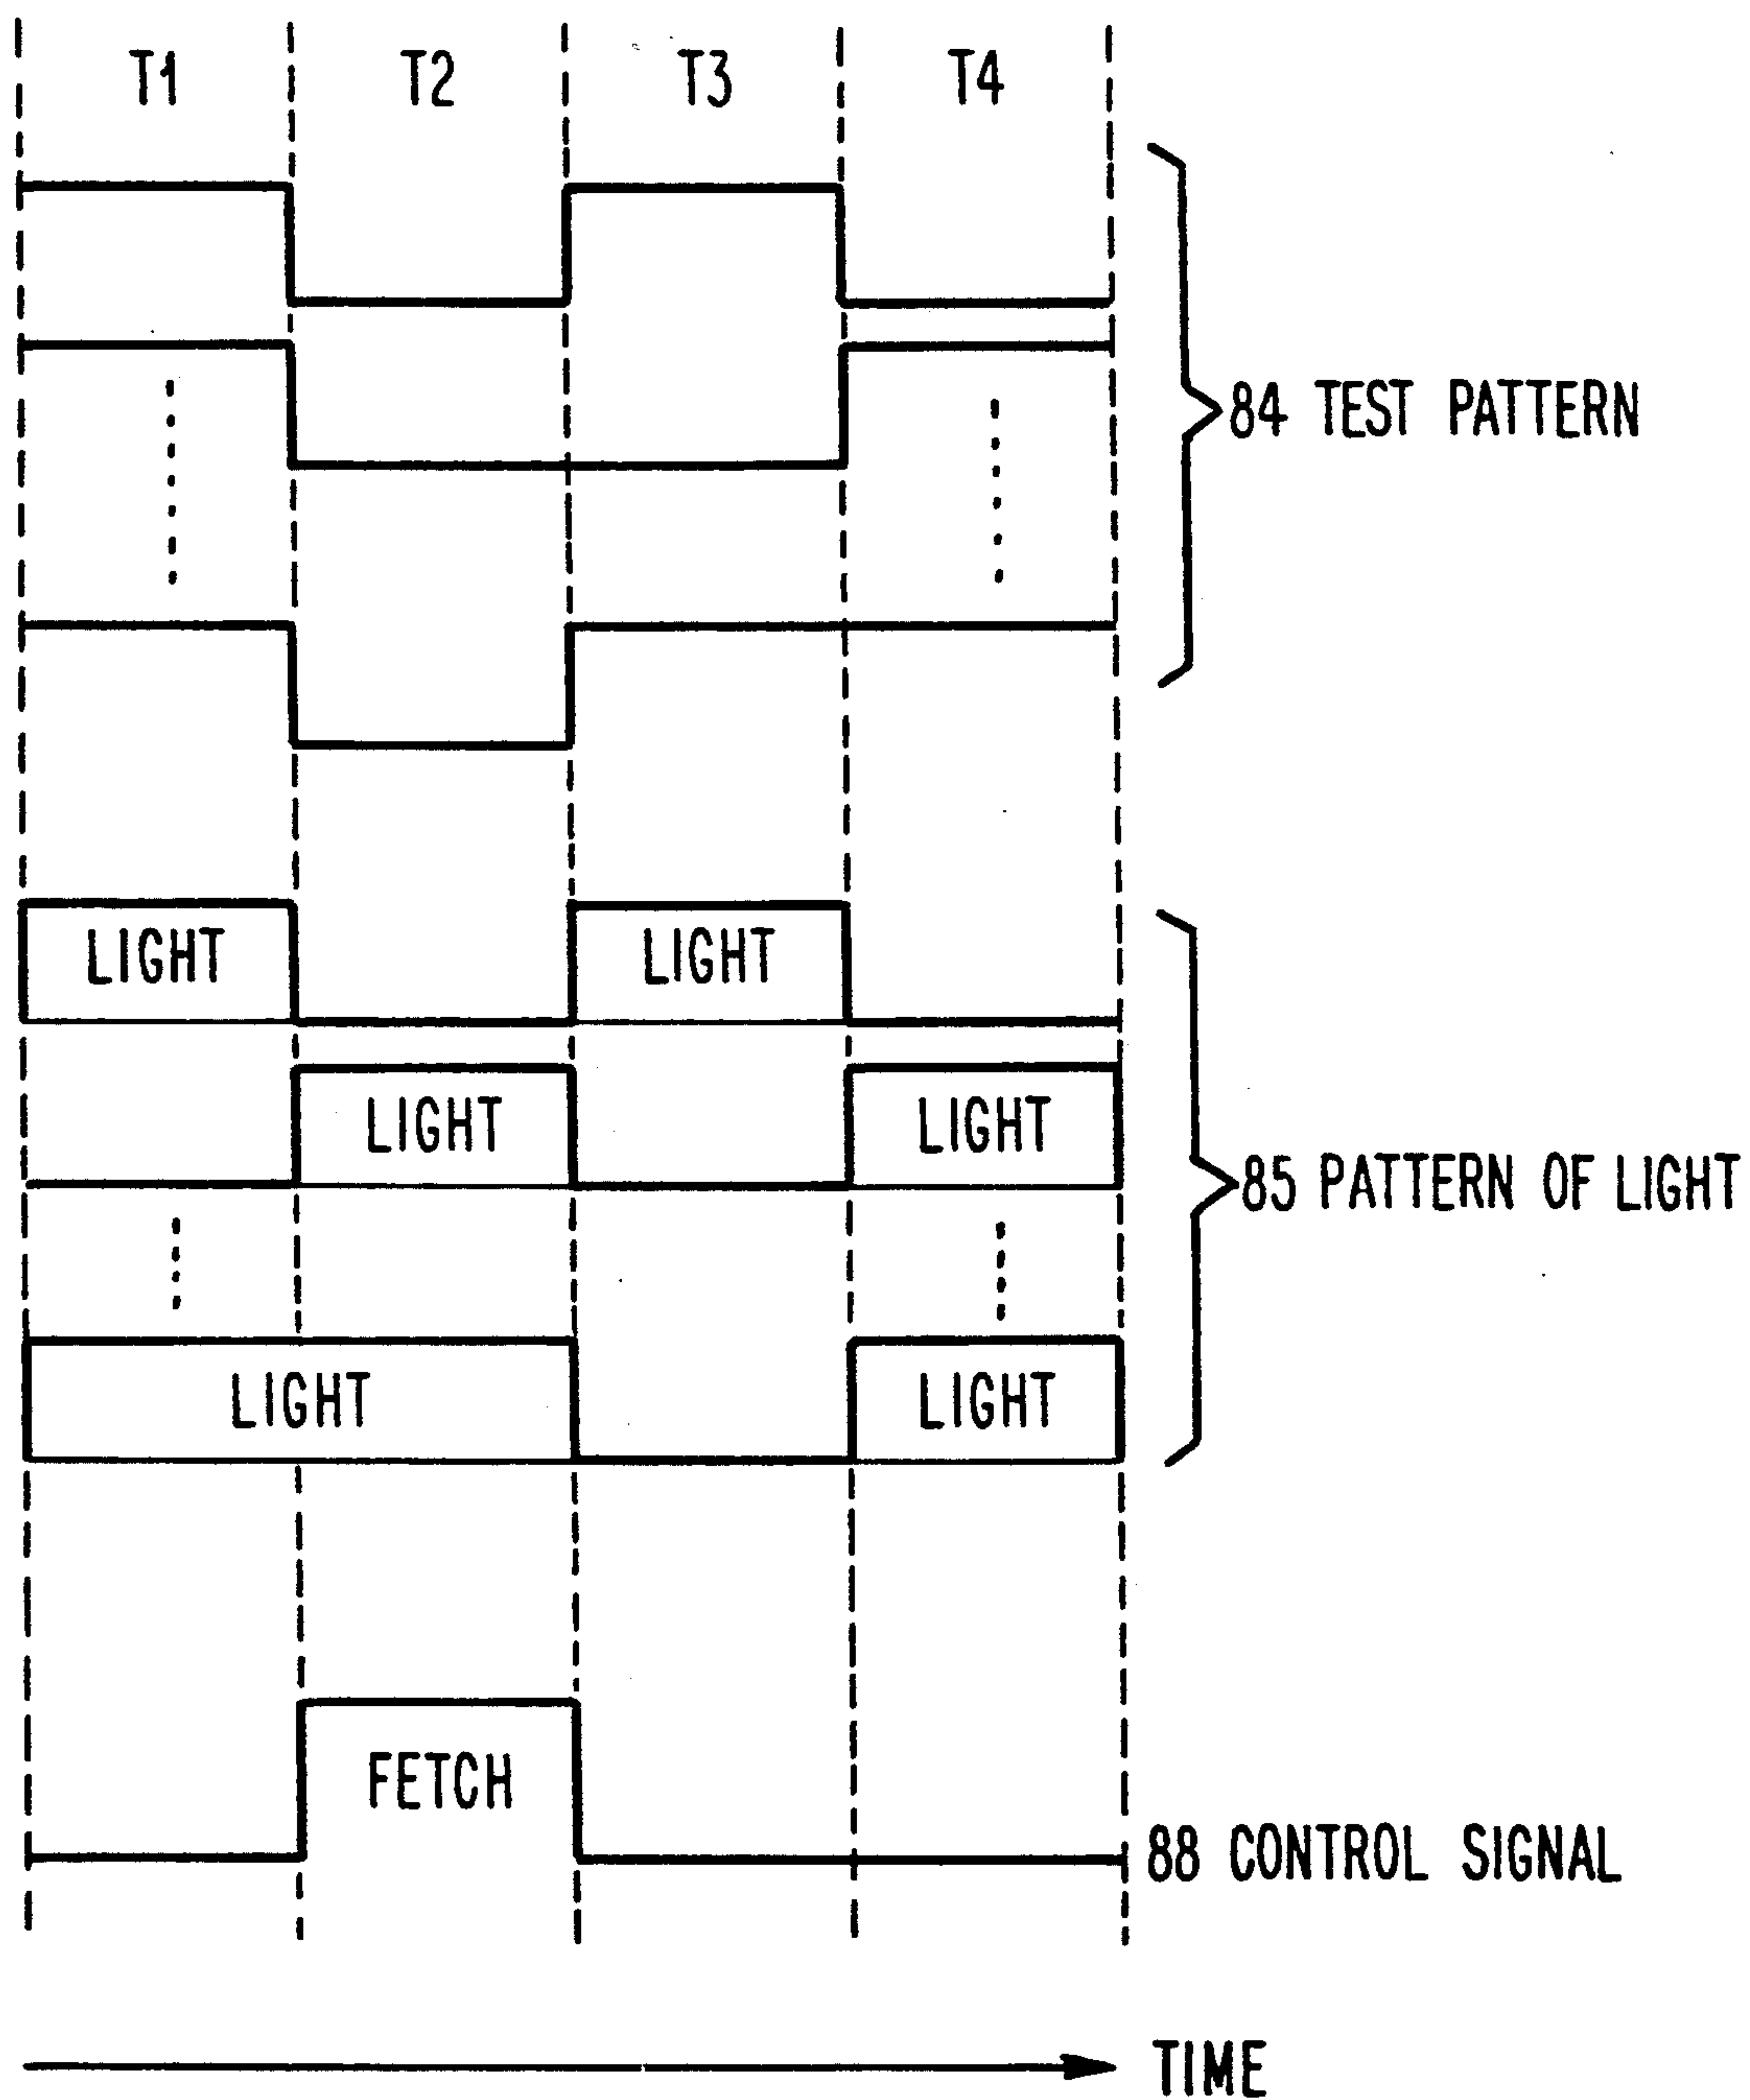 T1 T2 T3 T4
84 TEST PATTERN
LIGHT LIGHT
LIGHT LIGHT
85 PATTERN OF LIGHT
LIGHT LIGHT
FETCH
88 CONTROL SIGNAL
TIME